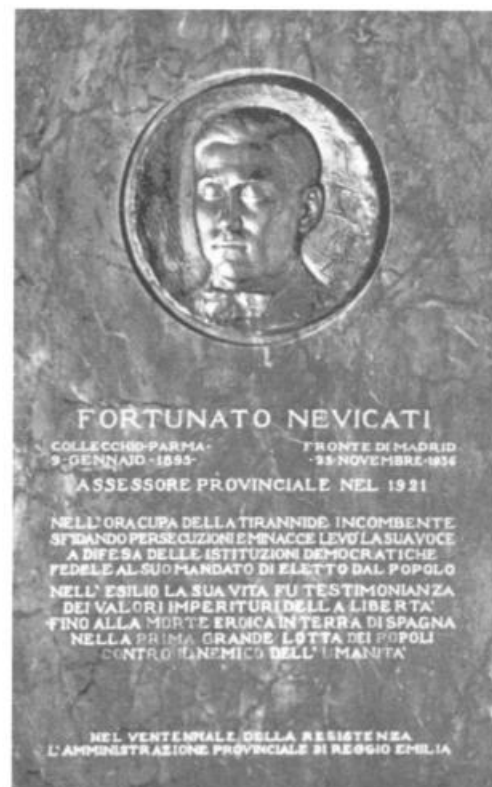 FORTUNATO NEVICATI
COLLECCHIO-PARMA- FRONTE DI MADRID
9-GENNAIO-1893- -25-NOVEMBRE-1936
ASSESSORE PROVINCIALE NEL 1921
NELL'ORA CUPA DELLA TIRANNIDE INCOMBENTE
SFIDANDO PERSECUZIONI E MINACCE LEVÒ LA SUA VOCE
A DIFESA DELLE ISTITUZIONI DEMOCRATICHE
FEDELE AL SUO MANDATO DI ELETTO DAL POPOLO
NELL'ESILIO LA SUA VITA FU TESTIMONIANZA
DEI VALORI IMPERITURI DELLA LIBERTA'
FINO ALLA MORTE EROICA IN TERRA DI SPAGNA
NELLA PRIMA GRANDE LOTTA DEI POPOLI
CONTRO IL NEMICO DELL'UMANITA'
NEL VENTENNALE DELLA RESISTENZA
L'AMMINISTRAZIONE PROVINCIALE DI REGGIO EMILIA